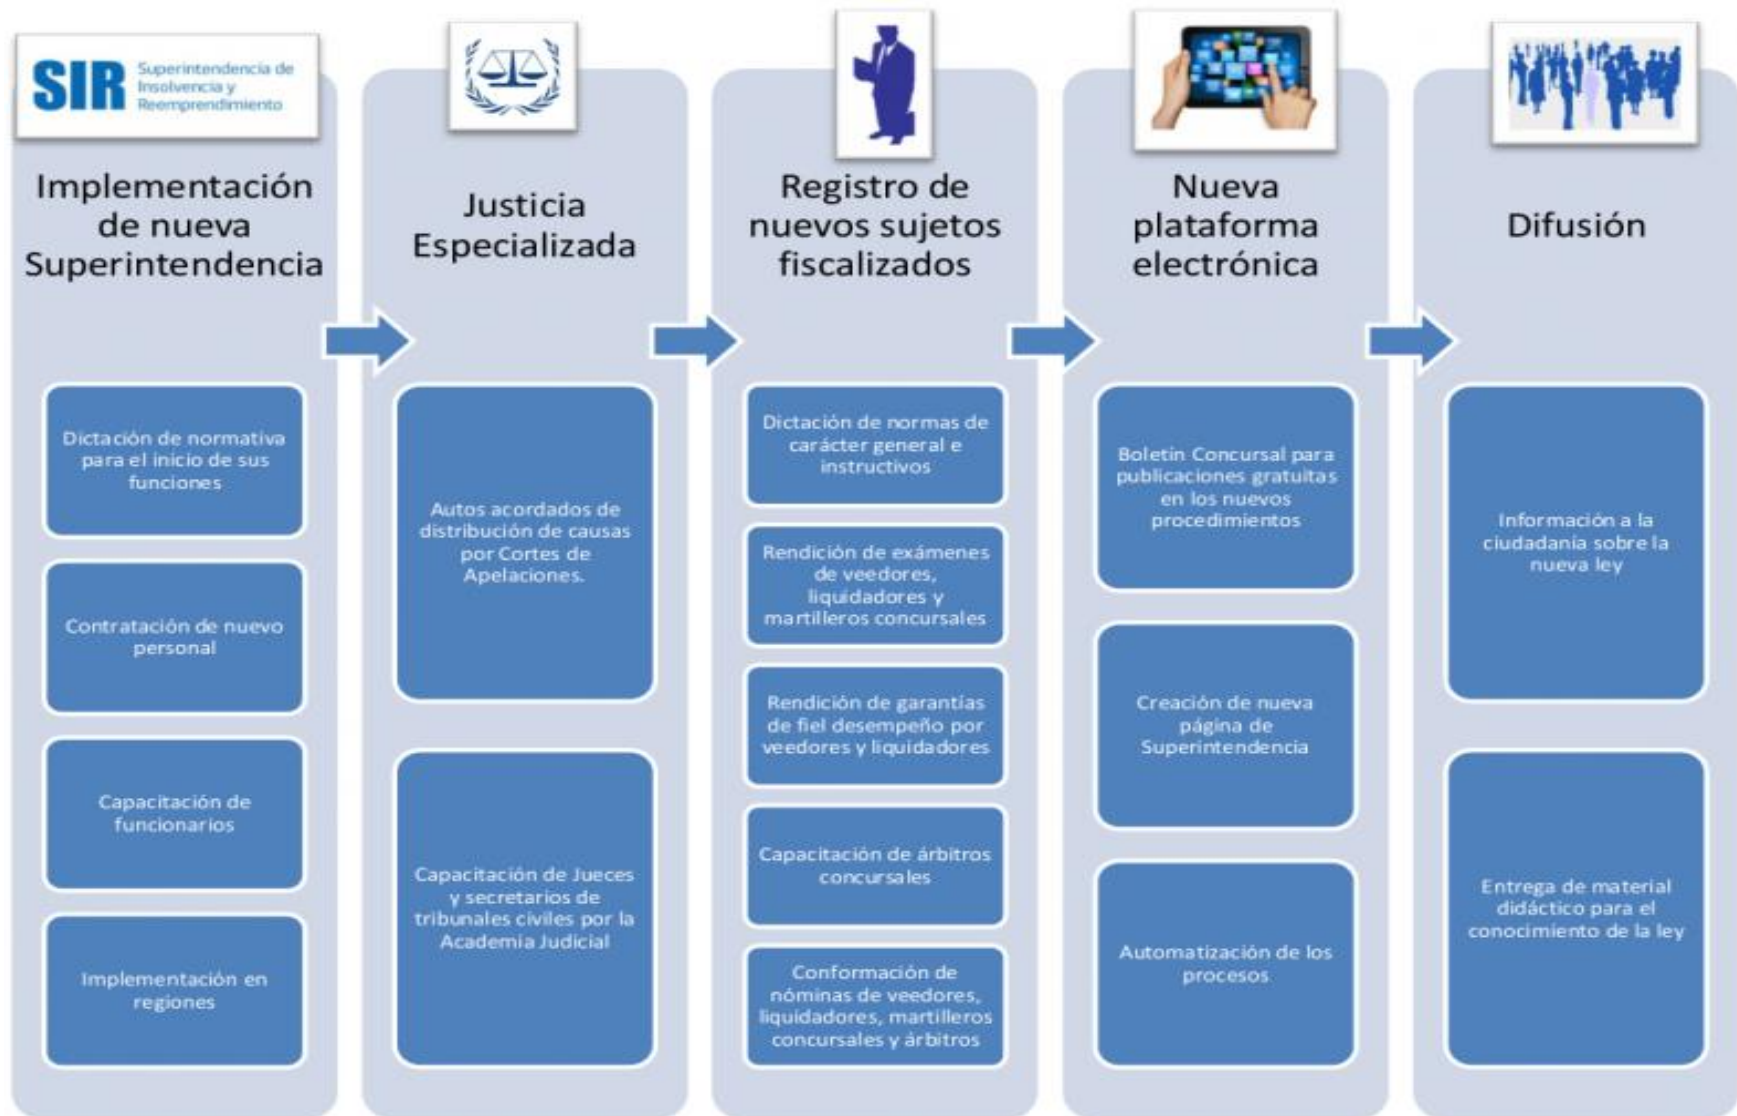 SIR
Superintendencia de
Insolvencia y
Reemprendimiento
Implementación
de nueva
Superintendencia
Dictación de normativa
para el inicio de sus
funciones
Contratación de nuevo
personal
Capacitación de
funcionarios
Implementación en
regiones
Justicia
Especializada
Autos acordados de
distribución de causas
por Cortes de
Apelaciones.
Capacitación de Jueces
y secretarios de
tribunales civiles por la
Academia Judicial
Registro de
nuevos sujetos
fiscalizados
Dictación de normas de
carácter general e
instructivos
Rendición de exámenes
de veedores,
liquidadores y
martilleros concursales
Rendición de garantías
de fiel desempeño por
veedores y liquidadores
Capacitación de árbitros
concursales
Conformación de
nóminas de veedores,
liquidadores, martilleros
concursales y árbitros
Nueva
plataforma
electrónica
Boletín Concursal para
publicaciones gratuitas
en los nuevos
procedimientos
Creación de nueva
página de
Superintendencia
Automatización de los
procesos
Difusión
Información a la
ciudadanía sobre la
nueva ley
Entrega de material
didáctico para el
conocimiento de la ley